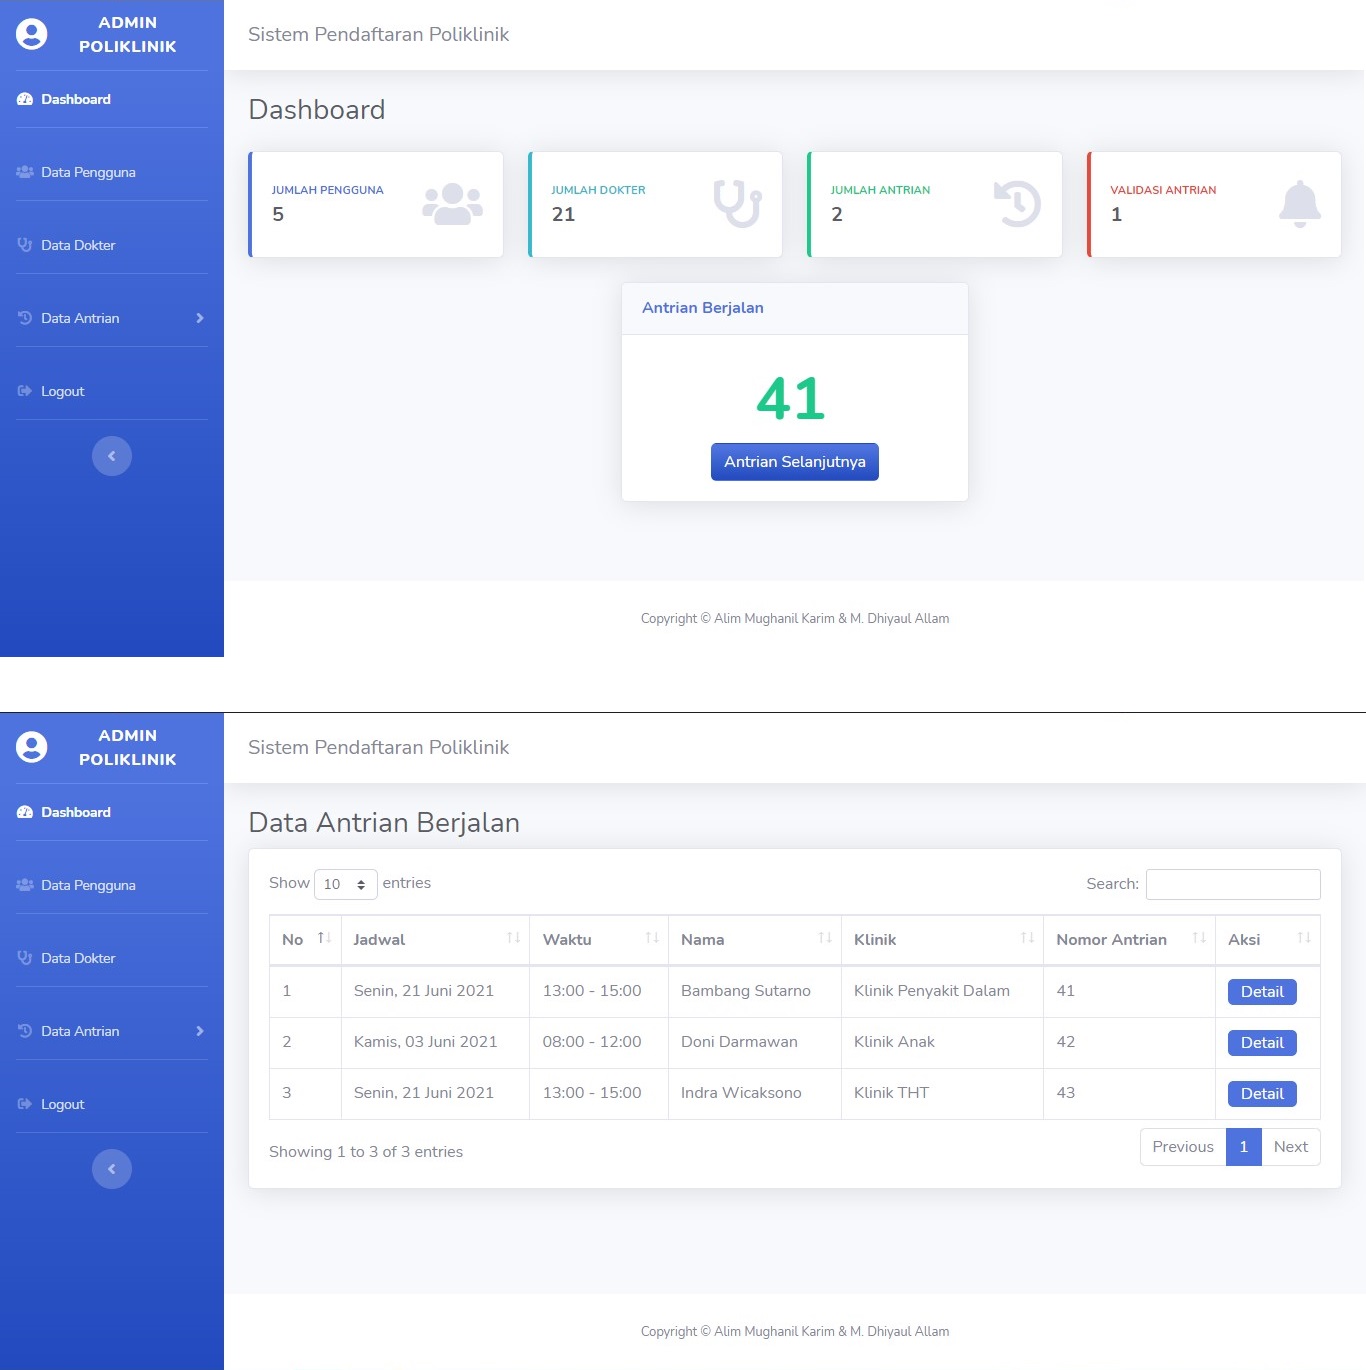 ADMIN
POLIKLINIK
Sistem Pendaftaran Poliklinik
Dashboard
Data Pengguna
Data Dokter
Data Antrian
Logout
Dashboard
JUMLAH PENGGUNA
5
JUMLAH DOKTER
21
JUMLAH ANTRIAN
2
VALIDASI ANTRIAN
1
Antrian Berjalan
41
Antrian Selanjutnya
Copyright © Alim Mughanil Karim & M. Dhiyaul Allam
ADMIN
POLIKLINIK
Sistem Pendaftaran Poliklinik
Dashboard
Data Pengguna
Data Dokter
Data Antrian
Logout
Data Antrian Berjalan
Show 10 entries Search:
No Jadwal Waktu Nama Klinik Nomor Antrian Aksi
1 Senin, 21 Juni 2021 13:00 - 15:00 Bambang Sutarno Klinik Penyakit Dalam 41 Detail
2 Kamis, 03 Juni 2021 08:00 - 12:00 Doni Darmawan Klinik Anak 42 Detail
3 Senin, 21 Juni 2021 13:00 - 15:00 Indra Wicaksono Klinik THT 43 Detail
Showing 1 to 3 of 3 entries Previous 1 Next
Copyright © Alim Mughanil Karim & M. Dhiyaul Allam